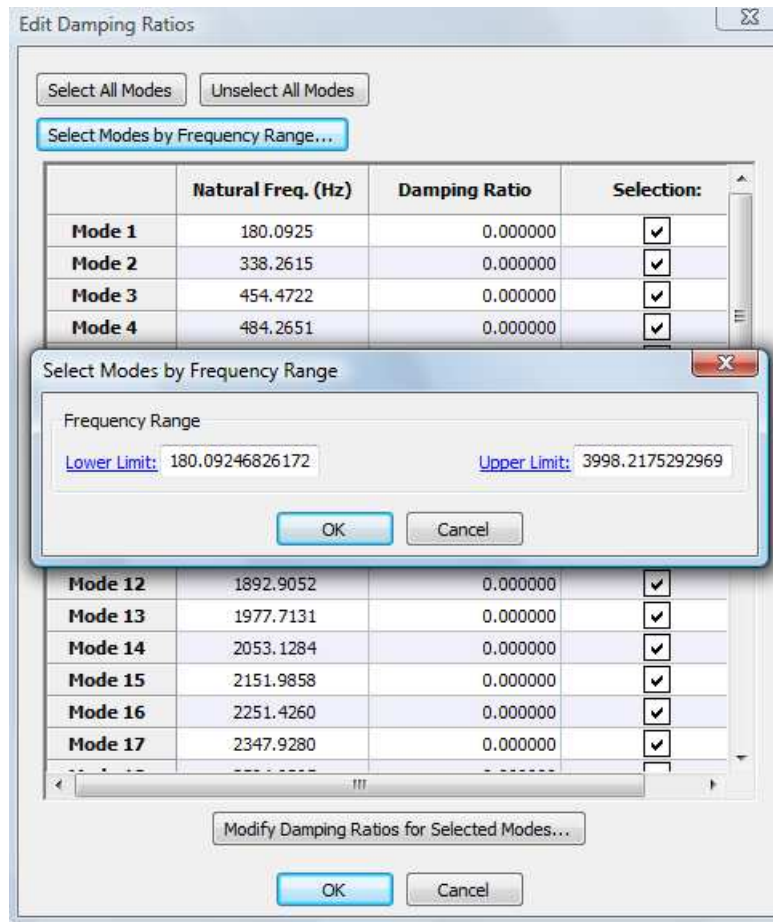 Edit Damping Ratios
Select All Modes Unselect All Modes
Select Modes by Frequency Range...
Natural Freq. (Hz) Damping Ratio Selection:
Mode 1 180.0925 0.000000
Mode 2 338.2615 0.000000
Mode 3 454.4722 0.000000
Mode 4 484.2651 0.000000
Select Modes by Frequency Range
Frequency Range
Lower Limit: 180.09246826172 Upper Limit: 3998.2175292969
OK Cancel
Mode 12 1892.9052 0.000000
Mode 13 1977.7131 0.000000
Mode 14 2053.1284 0.000000
Mode 15 2151.9858 0.000000
Mode 16 2251.4260 0.000000
Mode 17 2347.9280 0.000000
Modify Damping Ratios for Selected Modes...
OK Cancel